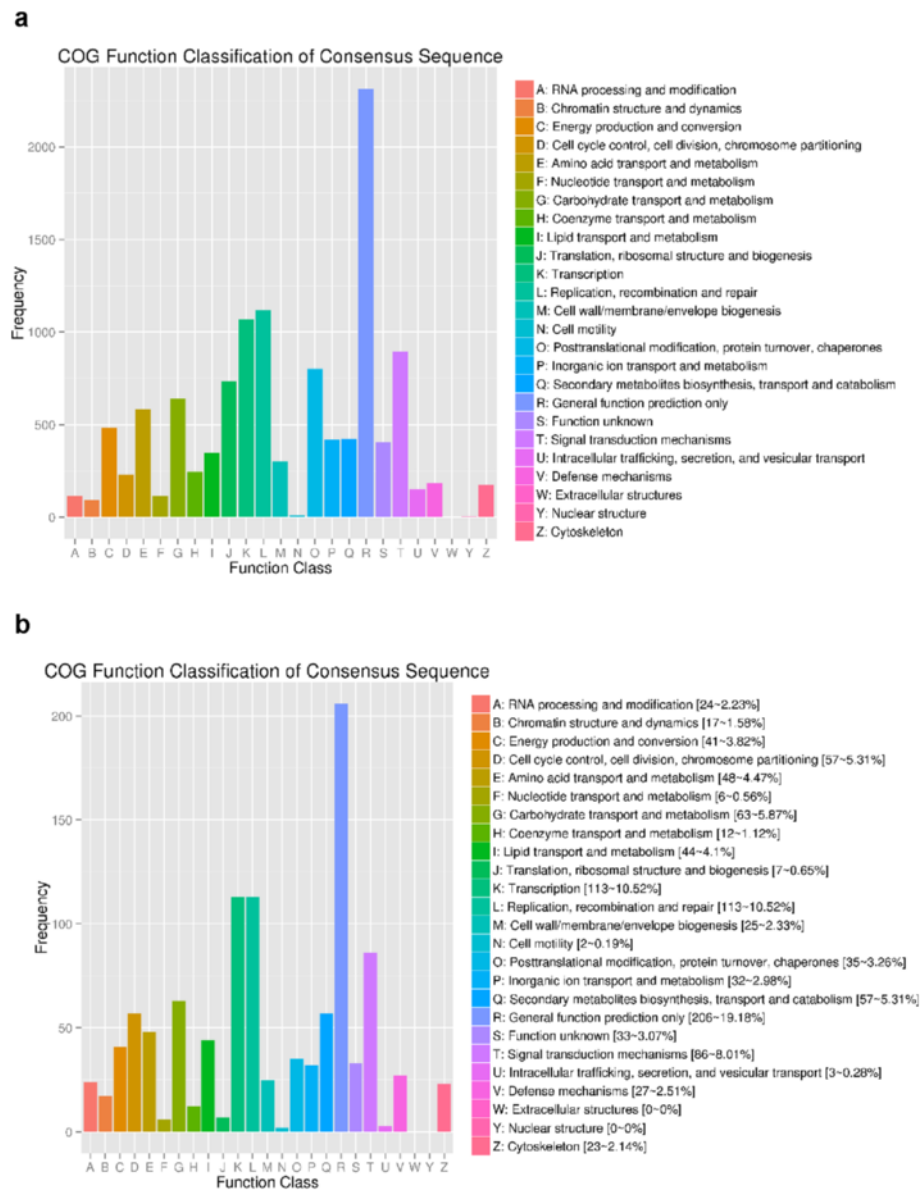 a
COG Function Classification of Consensus Sequence
2000
1500
1000
500
0
Frequency
A B C D E F G H I J K L M N O P Q R S T U V W Y Z
Function Class
A: RNA processing and modification
B: Chromatin structure and dynamics
C: Energy production and conversion
D: Cell cycle control, cell division, chromosome partitioning
E: Amino acid transport and metabolism
F: Nucleotide transport and metabolism
G: Carbohydrate transport and metabolism
H: Coenzyme transport and metabolism
I: Lipid transport and metabolism
J: Translation, ribosomal structure and biogenesis
K: Transcription
L: Replication, recombination and repair
M: Cell wall/membrane/envelope biogenesis
N: Cell motility
O: Posttranslational modification, protein turnover, chaperones
P: Inorganic ion transport and metabolism
Q: Secondary metabolites biosynthesis, transport and catabolism
R: General function prediction only
S: Function unknown
T: Signal transduction mechanisms
U: Intracellular trafficking, secretion, and vesicular transport
V: Defense mechanisms
W: Extracellular structures
Y: Nuclear structure
Z: Cytoskeleton
b
COG Function Classification of Consensus Sequence
200
150
100
50
0
Frequency
A B C D E F G H I J K L M N O P Q R S T U V W Y Z
Function Class
A: RNA processing and modification [24~2.23%]
B: Chromatin structure and dynamics [17~1.58%]
C: Energy production and conversion [41~3.82%]
D: Cell cycle control, cell division, chromosome partitioning [57~5.31%]
E: Amino acid transport and metabolism [48~4.47%]
F: Nucleotide transport and metabolism [6~0.56%]
G: Carbohydrate transport and metabolism [63~5.87%]
H: Coenzyme transport and metabolism [12~1.12%]
I: Lipid transport and metabolism [44~4.1%]
J: Translation, ribosomal structure and biogenesis [7~0.65%]
K: Transcription [113~10.52%]
L: Replication, recombination and repair [113~10.52%]
M: Cell wall/membrane/envelope biogenesis [25~2.33%]
N: Cell motility [2~0.19%]
O: Posttranslational modification, protein turnover, chaperones [35~3.26%]
P: Inorganic ion transport and metabolism [32~2.98%]
Q: Secondary metabolites biosynthesis, transport and catabolism [57~5.31%]
R: General function prediction only [206~19.18%]
S: Function unknown [33~3.07%]
T: Signal transduction mechanisms [86~8.01%]
U: Intracellular trafficking, secretion, and vesicular transport [3~0.28%]
V: Defense mechanisms [27~2.51%]
W: Extracellular structures [0~0%]
Y: Nuclear structure [0~0%]
Z: Cytoskeleton [23~2.14%]